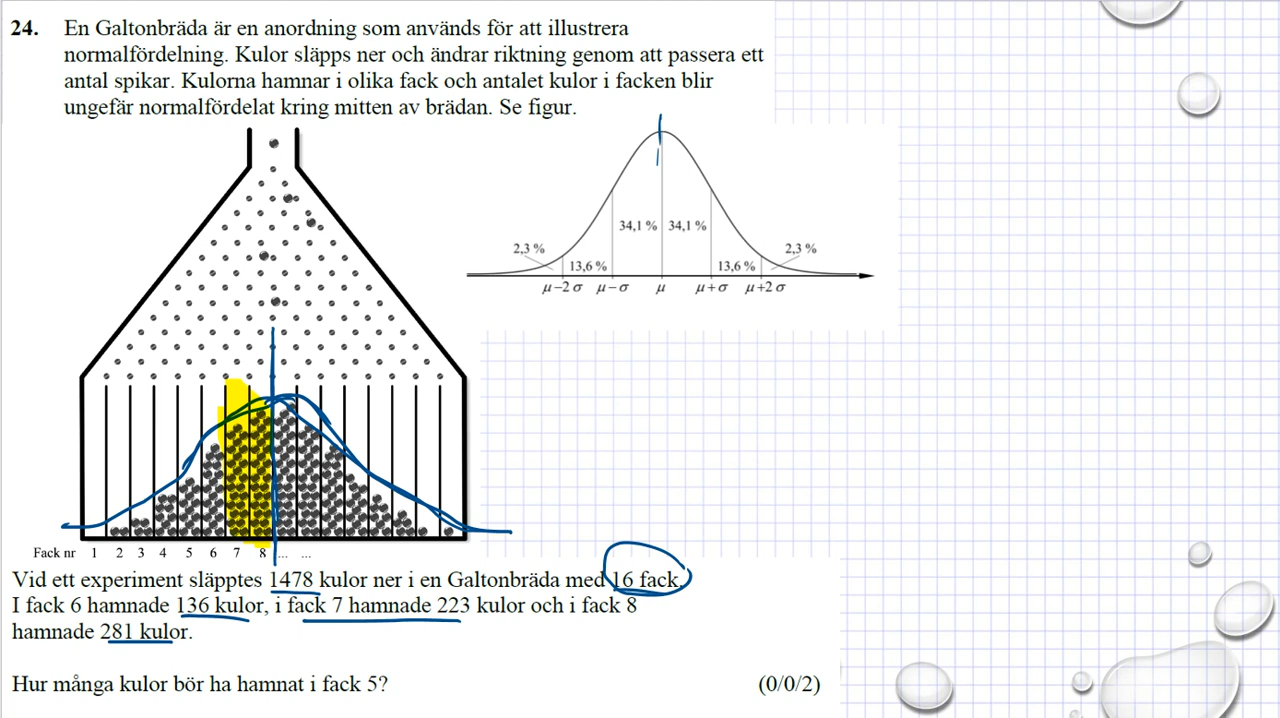 24. En Galtonbräda är en anordning som används för att illustrera
normalfördelning. Kulor släpps ner och ändrar riktning genom att passera ett
antal spikar. Kulorna hamnar i olika fack och antalet kulor i facken blir
ungefär normalfördelat kring mitten av brädan. Se figur.
34,1 % 34,1 %
2,3 % 2,3 %
13,6 % 13,6 %
μ−2σ μ−σ μ μ+σ μ+2σ
Fack nr 1 2 3 4 5 6 7 8 ... ...
Vid ett experiment släpptes 1478 kulor ner i en Galtonbräda med 16 fack.
I fack 6 hamnade 136 kulor, i fack 7 hamnade 223 kulor och i fack 8
hamnade 281 kulor.
Hur många kulor bör ha hamnat i fack 5? (0/0/2)